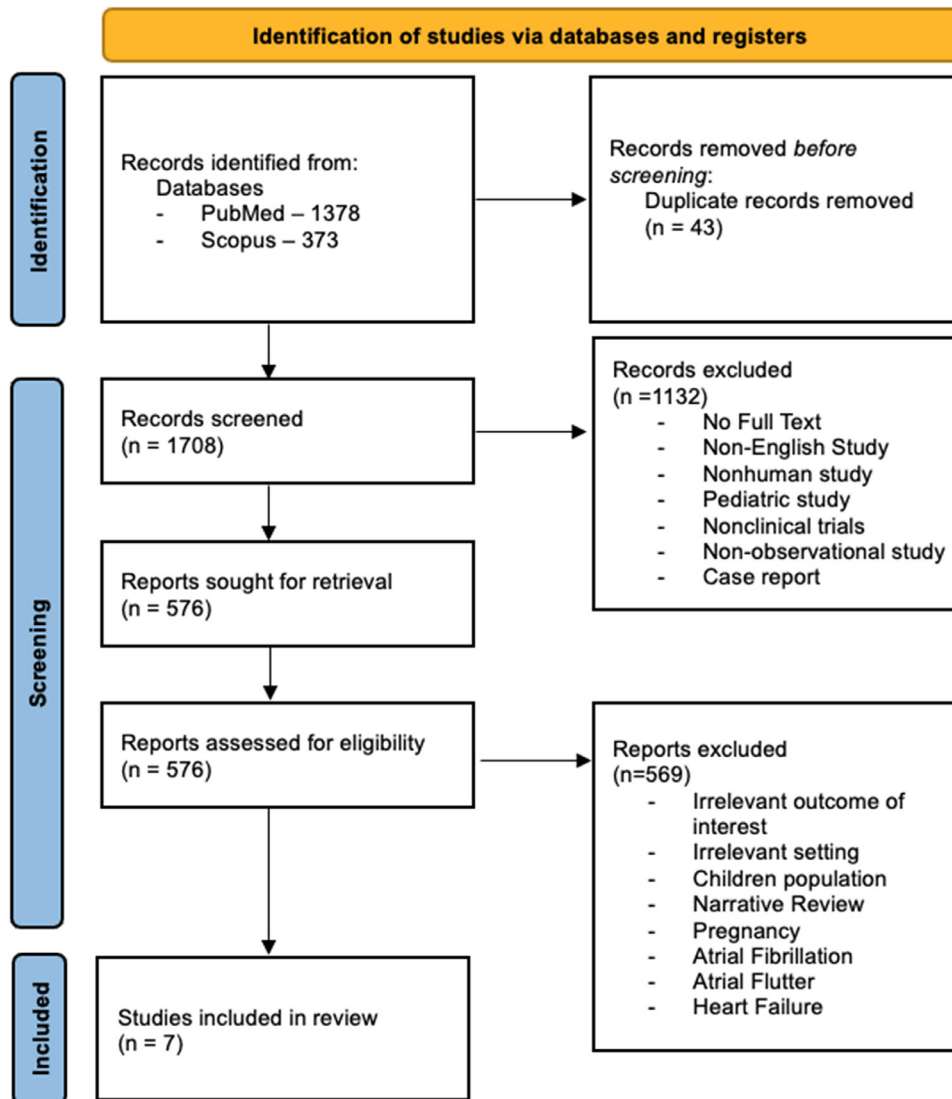 Identification of studies via databases and registers
Identification
Records identified from:
Databases
- PubMed – 1378
- Scopus – 373
Records removed before
screening:
Duplicate records removed
(n = 43)
Screening
Records screened
(n = 1708)
Records excluded
(n =1132)
- No Full Text
- Non-English Study
- Nonhuman study
- Pediatric study
- Nonclinical trials
- Non-observational study
- Case report
Reports sought for retrieval
(n = 576)
Reports assessed for eligibility
(n = 576)
Reports excluded
(n=569)
- Irrelevant outcome of
interest
- Irrelevant setting
- Children population
- Narrative Review
- Pregnancy
- Atrial Fibrillation
- Atrial Flutter
- Heart Failure
Included
Studies included in review
(n = 7)